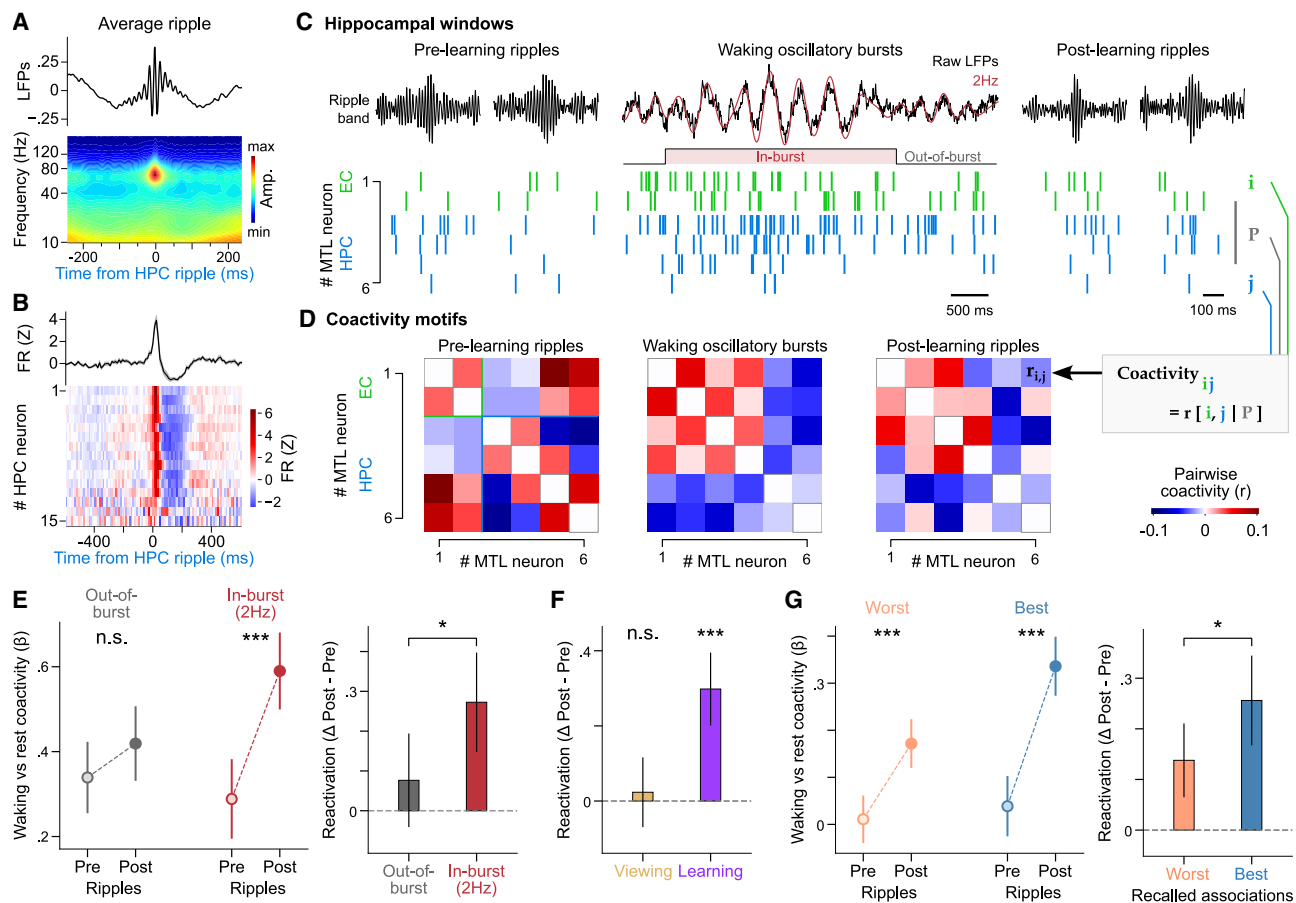 A
Average ripple
LFPs
.25
0
-.25
Frequency (Hz)
120
80
40
10
max
Amp.
min
-200 0 200
Time from HPC ripple (ms)
B
FR (Z)
4
2
0
# HPC neuron
1
15
6
4
2
0
-2
FR (Z)
-400 0 400
Time from HPC ripple (ms)
C Hippocampal windows
Pre-learning ripples
Waking oscillatory bursts
Post-learning ripples
Raw LFPs
2Hz
Ripple
band
In-burst
Out-of-burst
# MTL neuron
EC
HPC
1
6
i
P
j
500 ms
100 ms
D Coactivity motifs
Pre-learning ripples
Waking oscillatory bursts
Post-learning ripples
# MTL neuron
EC
HPC
1
6
r i,j
Coactivity ij
= r [ i, j | P ]
1 6
# MTL neuron
1 6
# MTL neuron
1 6
# MTL neuron
Pairwise
coactivity (r)
-0.1 0 0.1
E
Waking vs rest coactivity (β)
.6
.4
.2
Out-of-
burst
n.s.
In-burst
(2Hz)
***
Pre Post
Ripples
Pre Post
Ripples
Reactivation (Δ Post - Pre)
.3
0
*
Out-of-
burst
In-burst
(2Hz)
F
Reactivation (Δ Post - Pre)
.4
0
n.s.
***
Viewing Learning
G
Waking vs rest coactivity (β)
.3
0
Worst
***
Best
***
Pre Post
Ripples
Pre Post
Ripples
Reactivation (Δ Post - Pre)
.3
0
*
Worst Best
Recalled associations